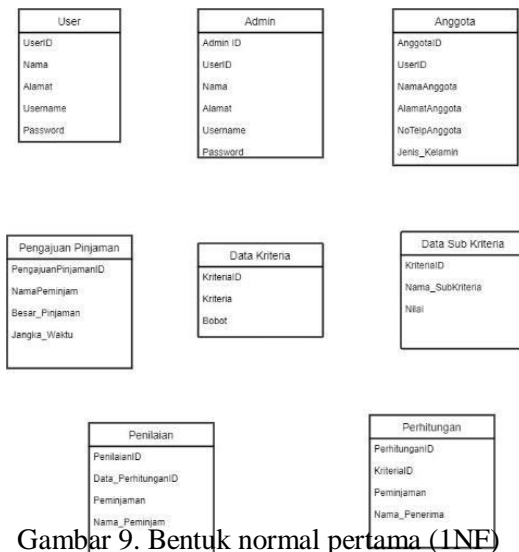 User
UserID
Nama
Alamat
Username
Password
Admin
Admin ID
UserID
Nama
Alamat
Username
Password
Anggota
AnggotaID
UserID
NamaAnggota
AlamatAnggota
NoTelpAnggota
Jenis_Kelamin
Pengajuan Pinjaman
PengajuanPinjamanID
NamaPeminjam
Besar_Pinjaman
Jangka_Waktu
Data Kriteria
KriteriaID
Kriteria
Bobot
Data Sub Kriteria
KriteriaID
Nama_SubKriteria
Nilai
Penilaian
PenilaianID
Data_PerhitunganID
Peminjaman
Nama_Peminjam
Perhitungan
PerhitunganID
KriteriaID
Peminjaman
Nama_Penerima
Gambar 9. Bentuk normal pertama (1NF)